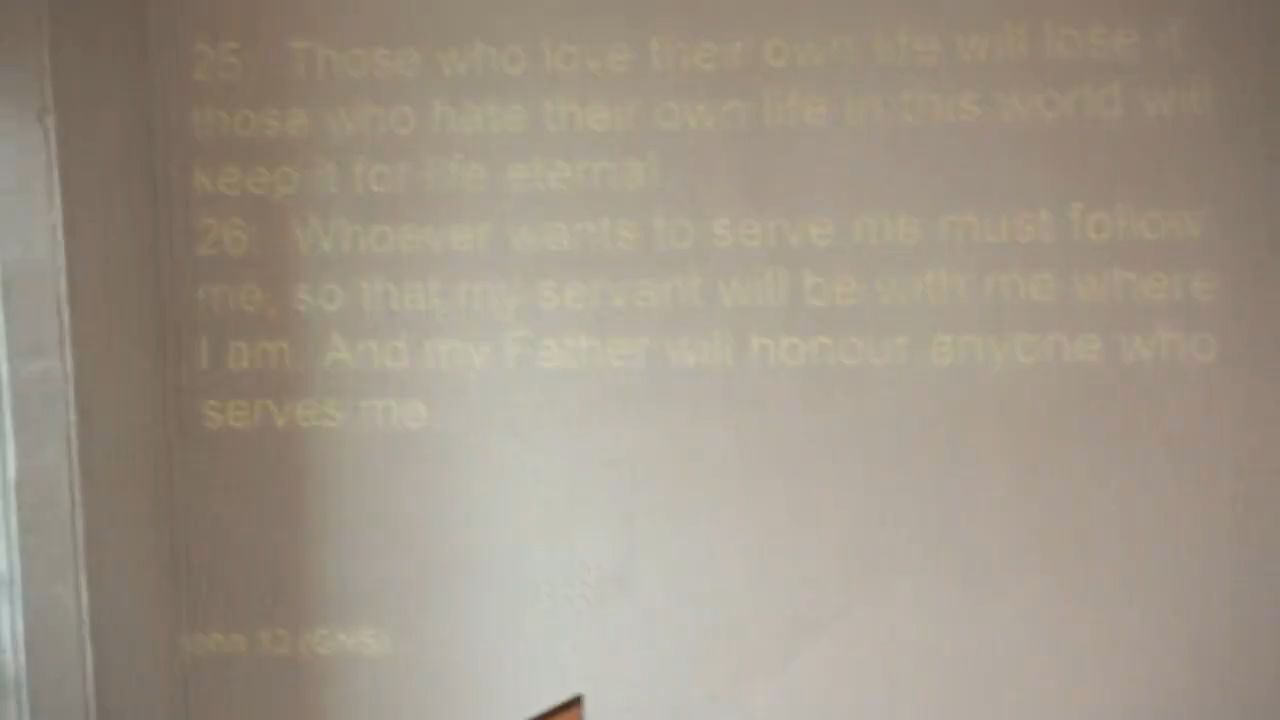 25 Those who love their own life will lose it
those who hate their own life in this world will
keep it for life eternal.
26 Whoever wants to serve me must follow
me, so that my servant will be with me where
I am. And my Father will honour anyone who
serves me.
John 12